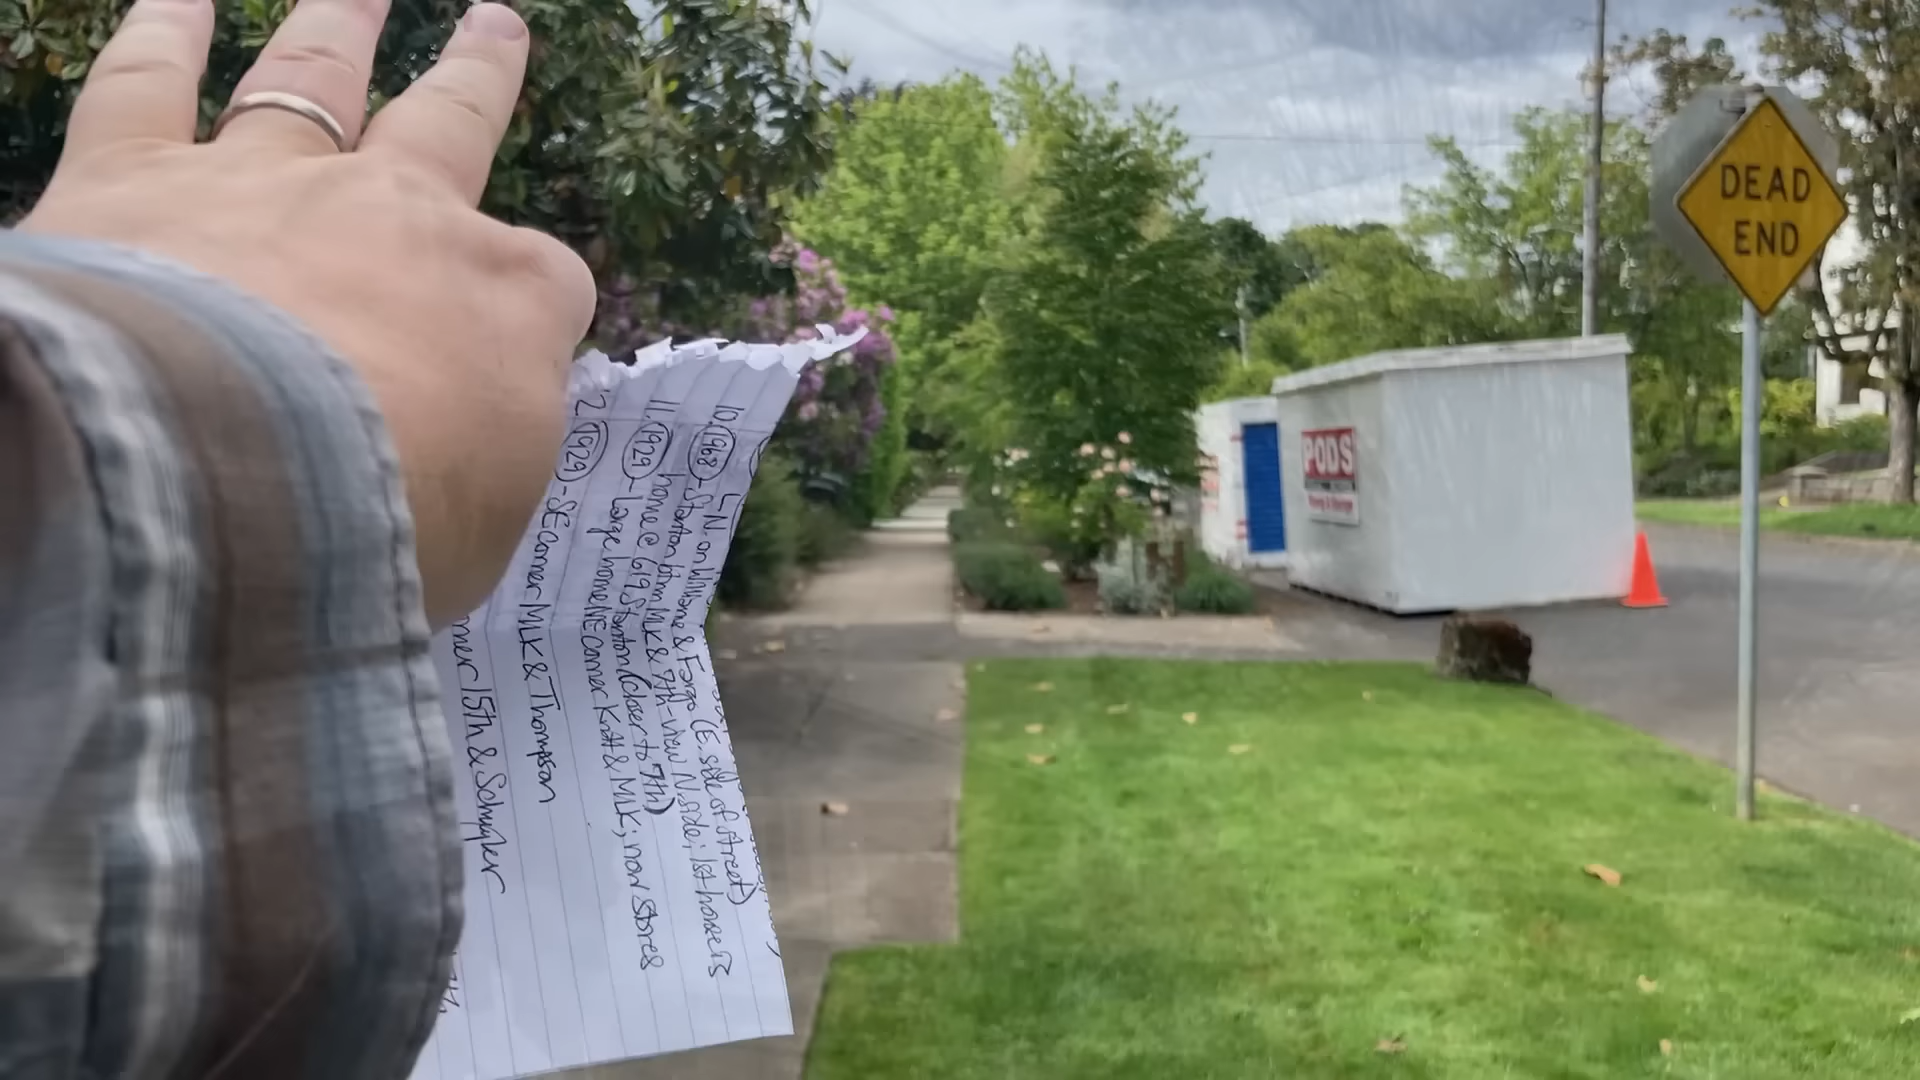 L N. on Williams & Fargo (E. side of street)
10. 1968 - Stanton btwn MLK & 7th - view N. side; 1st house is
home @ 619 Stanton (closer to 7th)
11. 1929 - Large home NE Corner Knott & MLK; now stores
12. 1929 - SE Corner MLK & Thompson
rner 15th & Schuyler
DEAD
END
PODS